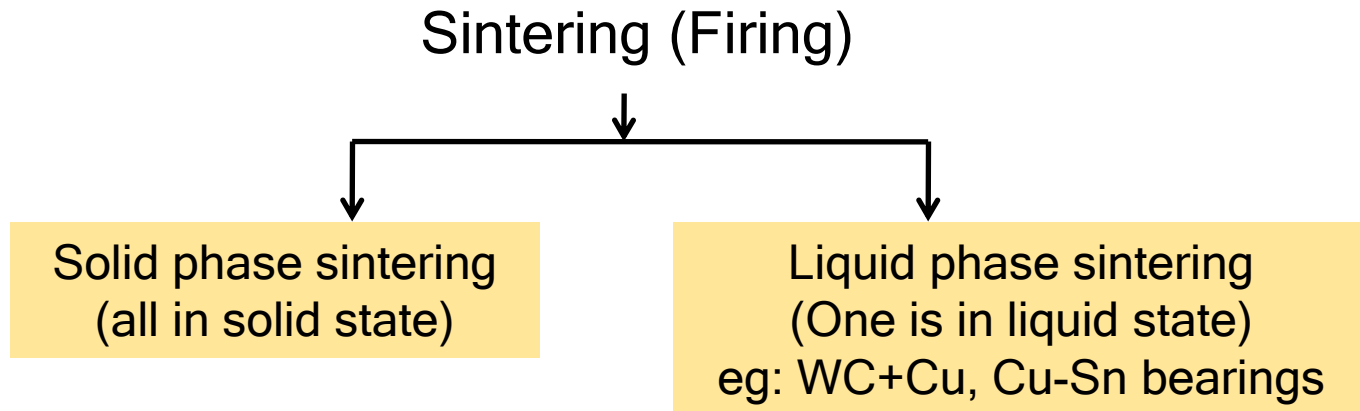 Sintering (Firing)
Solid phase sintering
(all in solid state)
Liquid phase sintering
(One is in liquid state)
eg: WC+Cu, Cu-Sn bearings